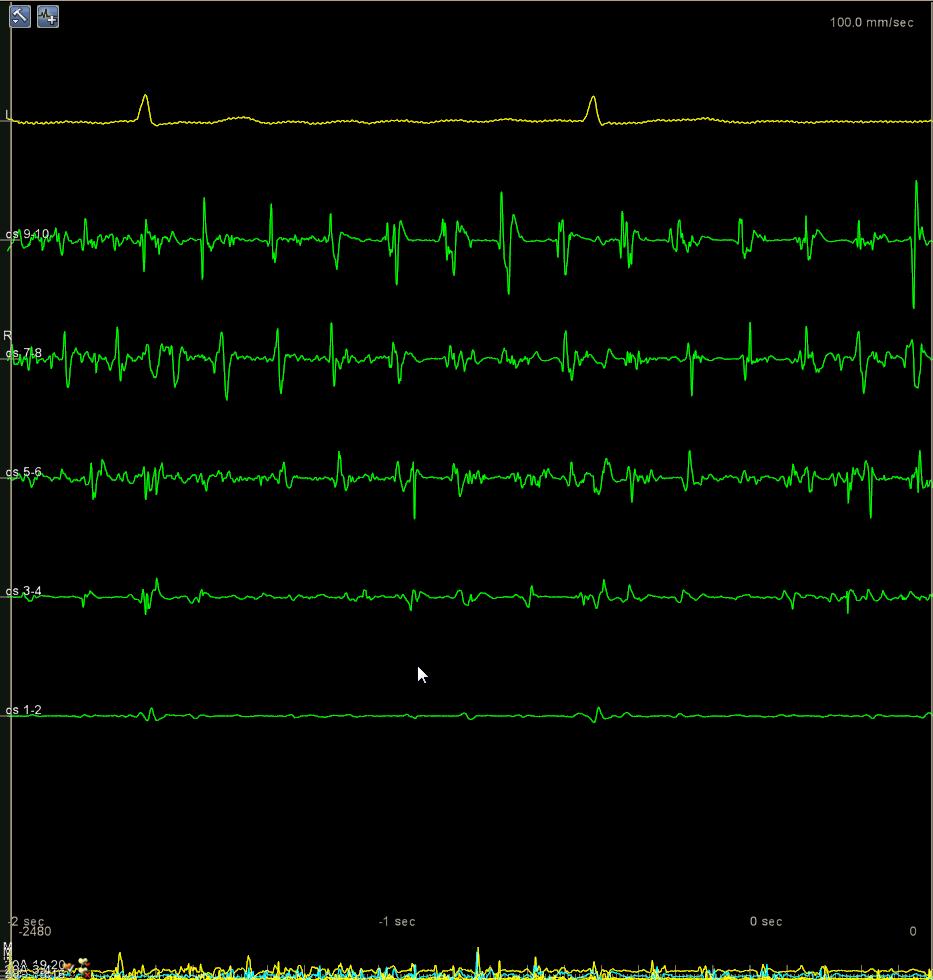 100.0 mm/sec
L
cs 9-10
R
cs 7-8
cs 5-6
cs 3-4
cs 1-2
-2 sec -1 sec 0 sec
-2480 0